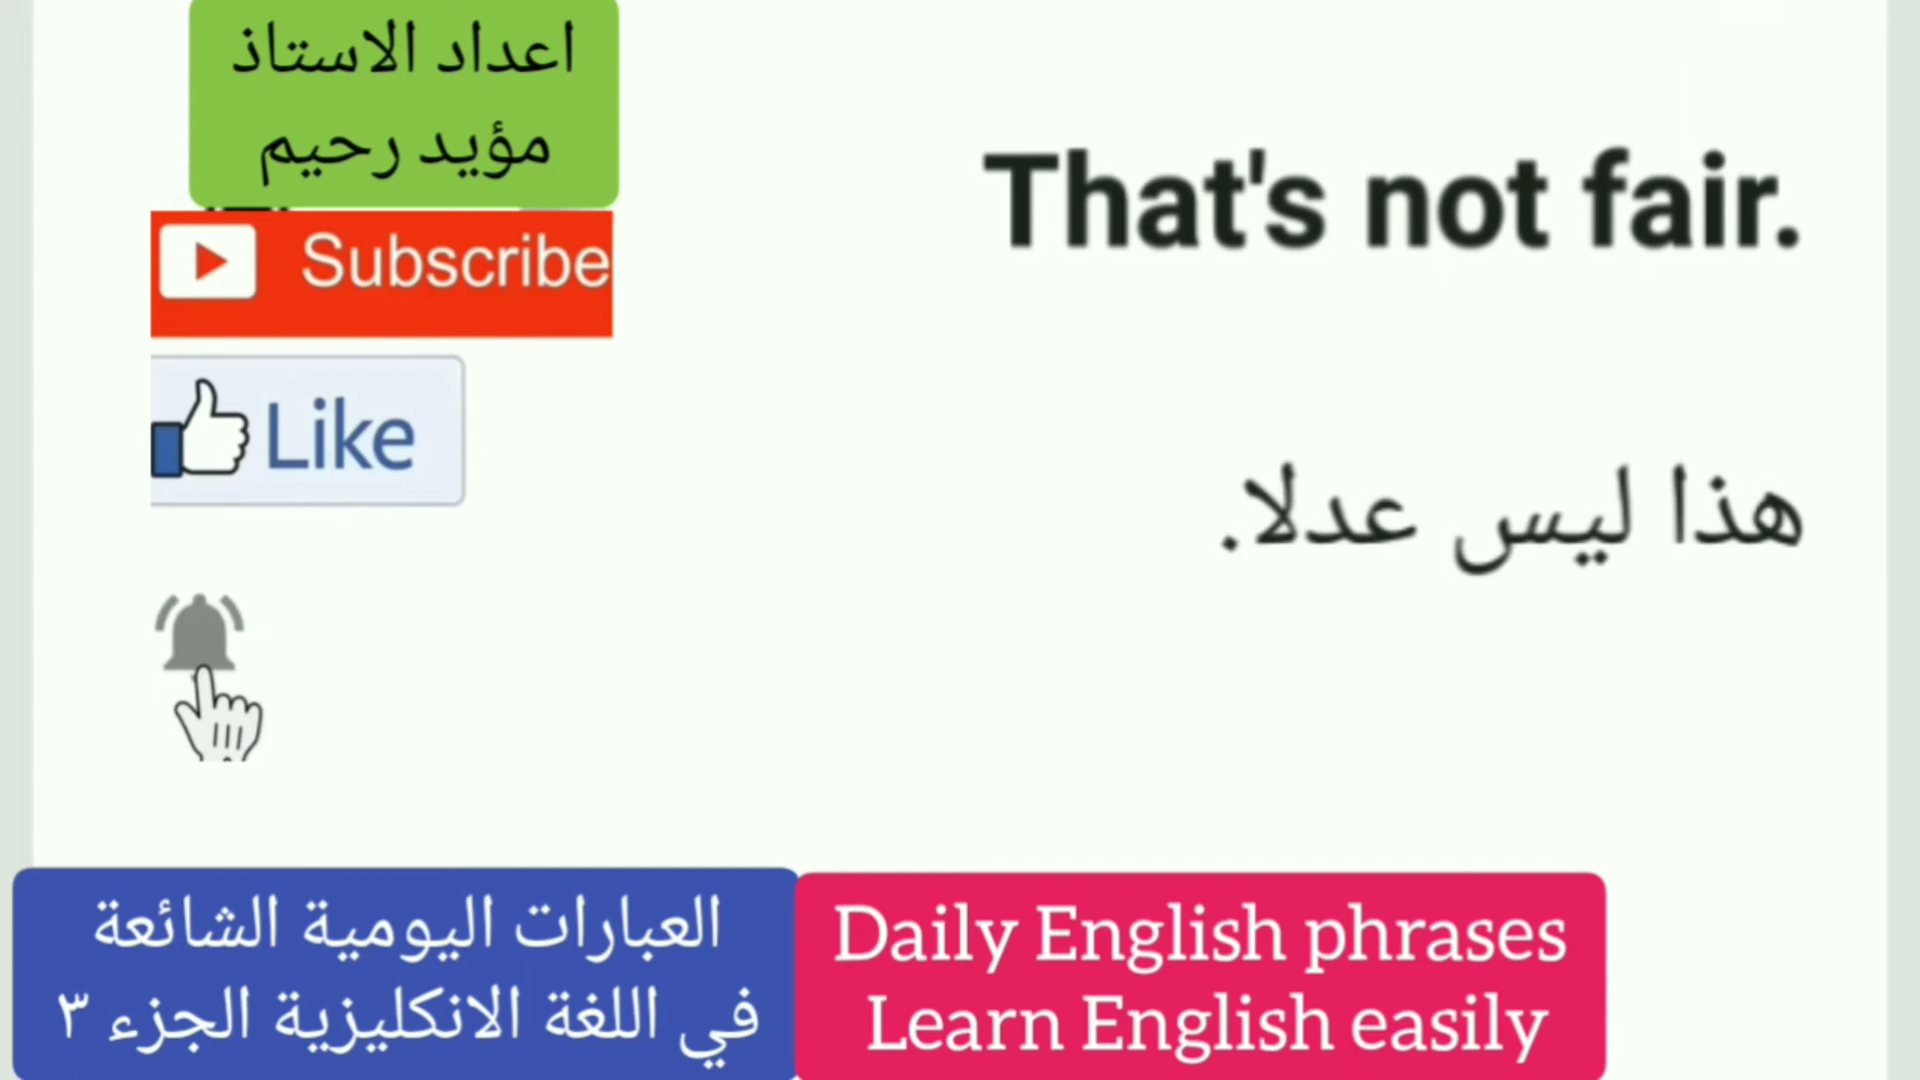 اعداد الاستاذ
مؤيد رحيم
Subscribe
Like
That's not fair.
هذا ليس عدلا.
العبارات اليومية الشائعة
في اللغة الانكليزية الجزء ٣
Daily English phrases
Learn English easily